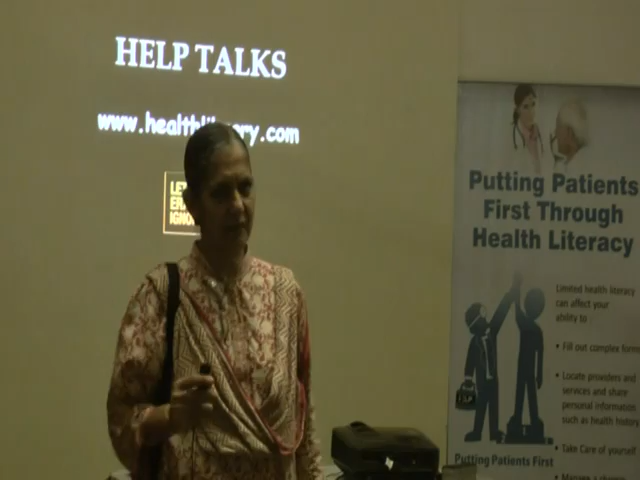 HELP TALKS
www.healthlibrary.com
Putting Patients
First Through
Health Literacy
Limited health literacy
can affect your
ability to
• Fill out complex forms
• Locate providers and
services and share
personal information
such as health history
• Take Care of yourself
Putting Patients First